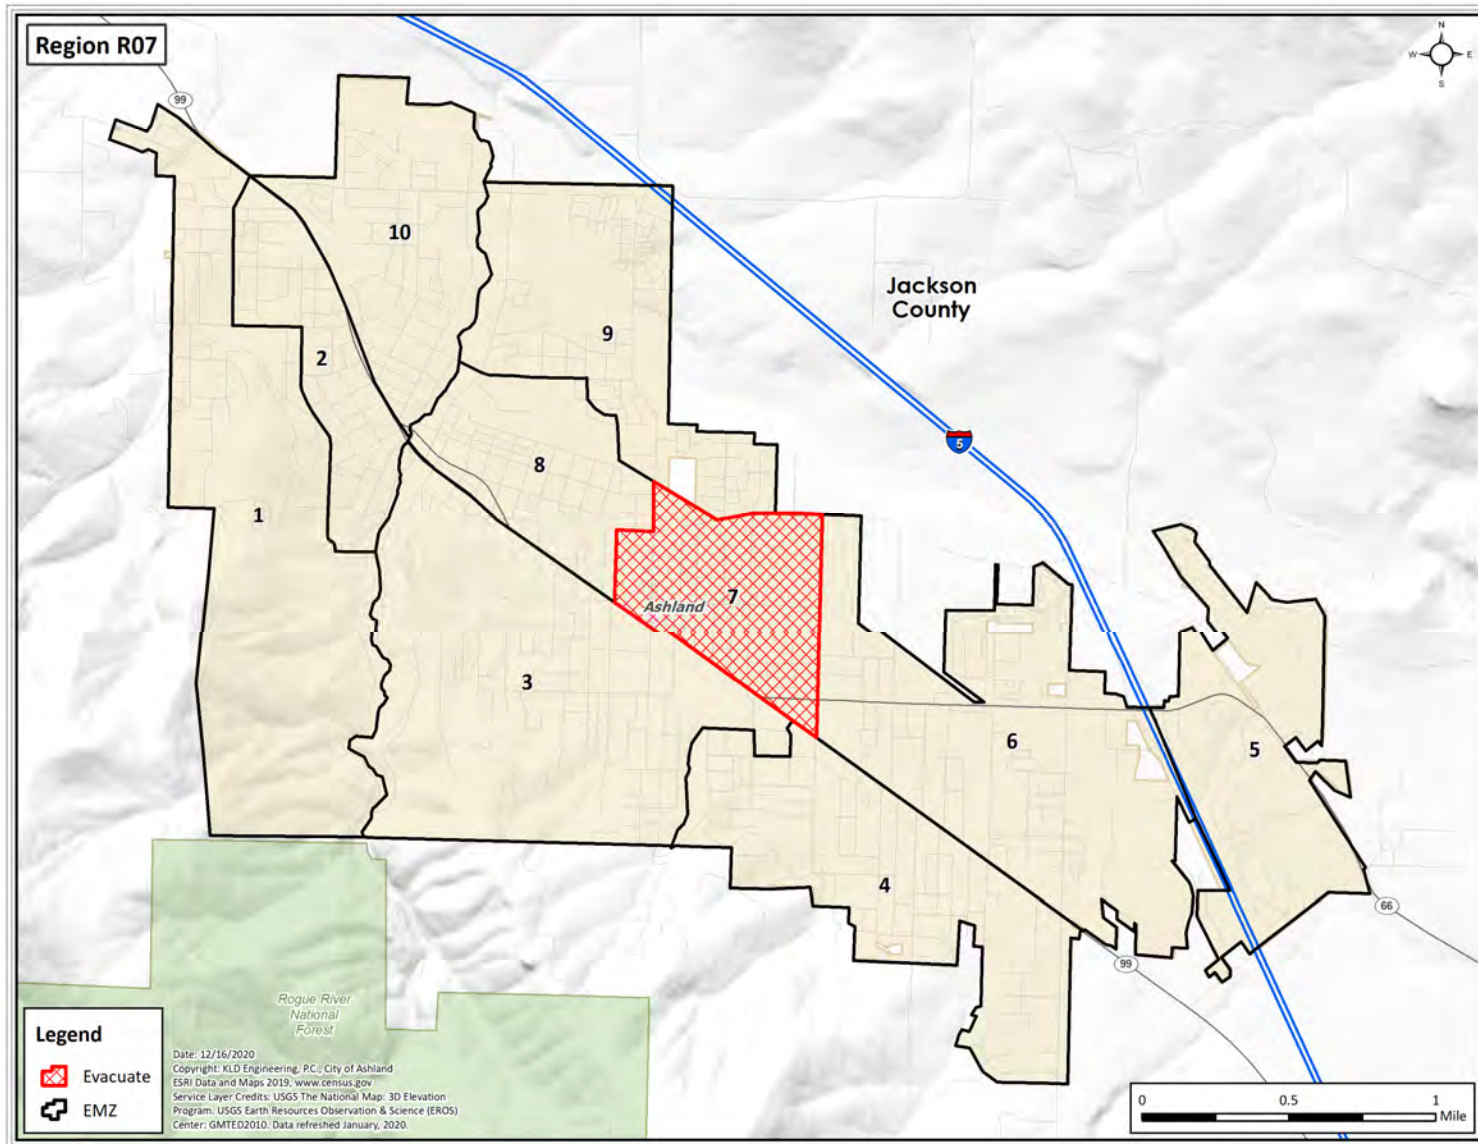 Region R07
N
W
E
S
99
10
Jackson
County
9
2
5
8
1
7
Ashland
3
6
5
4
66
99
Rogue River
National
Forest
Legend
Evacuate
EMZ
Date: 12/16/2020
Copyright: KLD Engineering, P.C., City of Ashland
ESRI Data and Maps 2019, www.census.gov
Service Layer Credits: USGS The National Map: 3D Elevation
Program. USGS Earth Resources Observation & Science (EROS)
Center: GMTED2010. Data refreshed January, 2020.
0 0.5 1
Mile